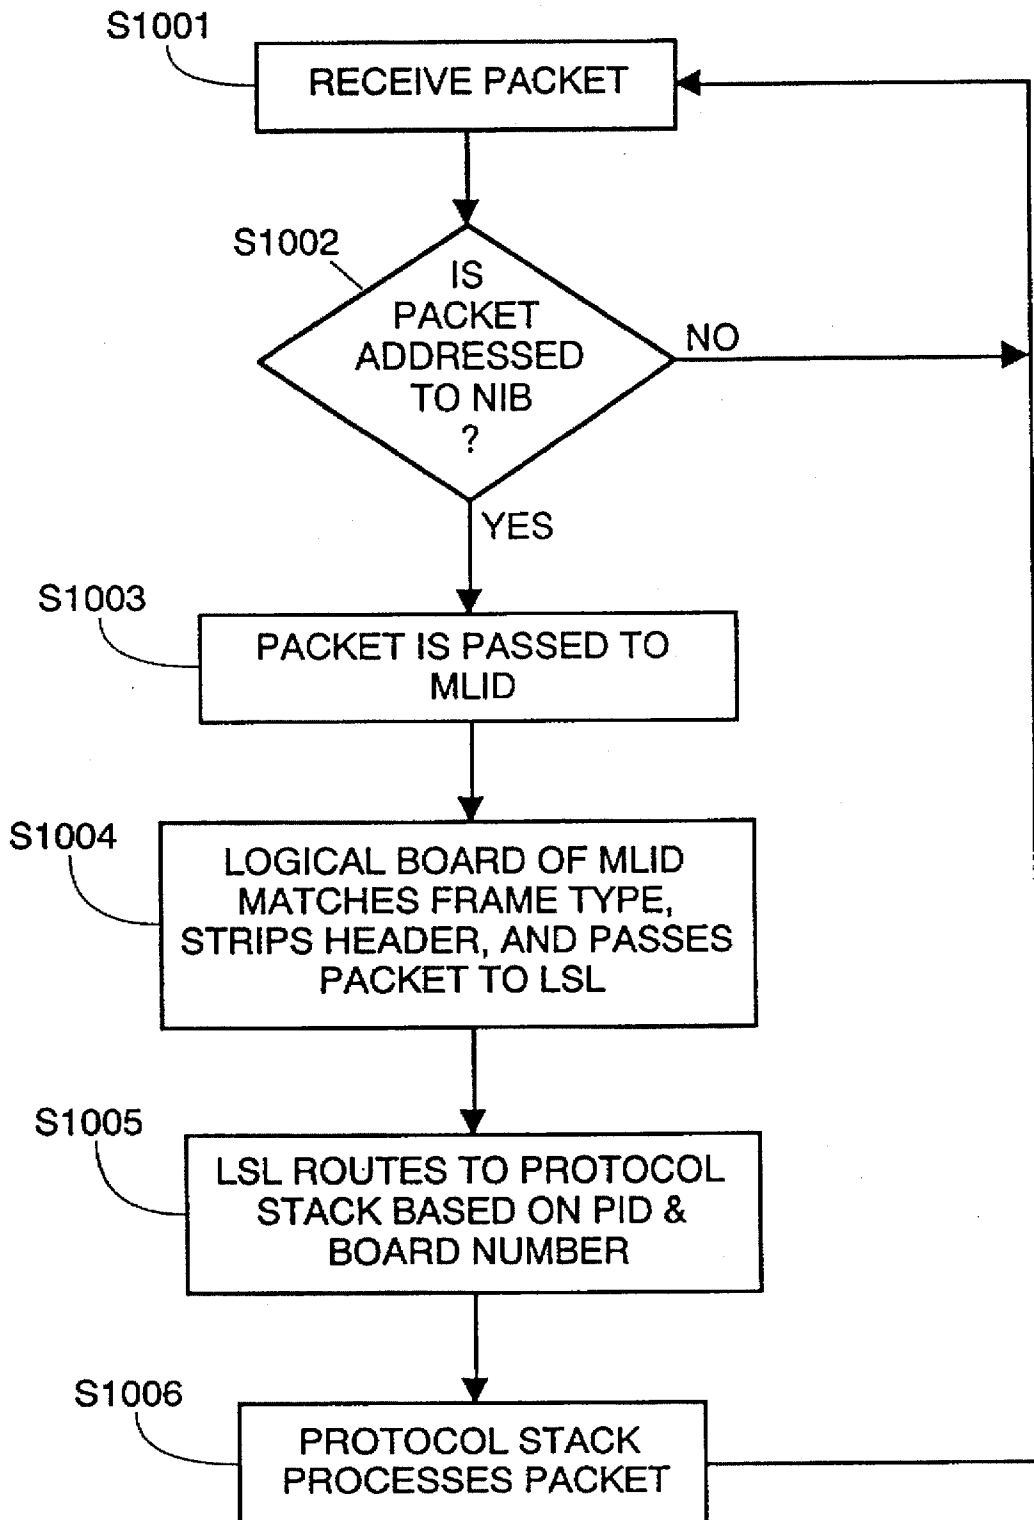 S1001
RECEIVE PACKET
S1002
IS
PACKET
ADDRESSED
TO NIB
?
NO
YES
S1003
PACKET IS PASSED TO
MLID
S1004
LOGICAL BOARD OF MLID
MATCHES FRAME TYPE,
STRIPS HEADER, AND PASSES
PACKET TO LSL
S1005
LSL ROUTES TO PROTOCOL
STACK BASED ON PID &
BOARD NUMBER
S1006
PROTOCOL STACK
PROCESSES PACKET